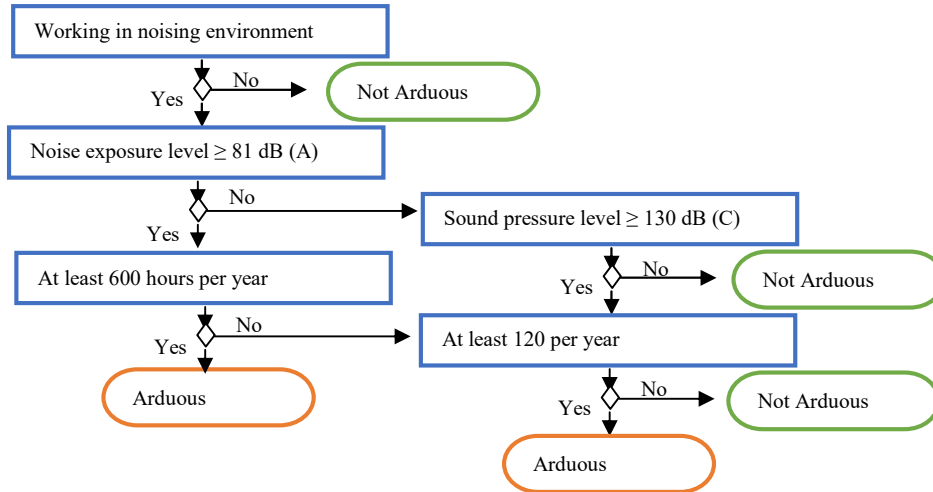 Working in noising environment
No
Yes
Not Arduous
Noise exposure level ≥ 81 dB (A)
No
Yes
Sound pressure level ≥ 130 dB (C)
At least 600 hours per year
No
Yes
Not Arduous
No
Yes
At least 120 per year
Arduous
No
Yes
Not Arduous
Arduous